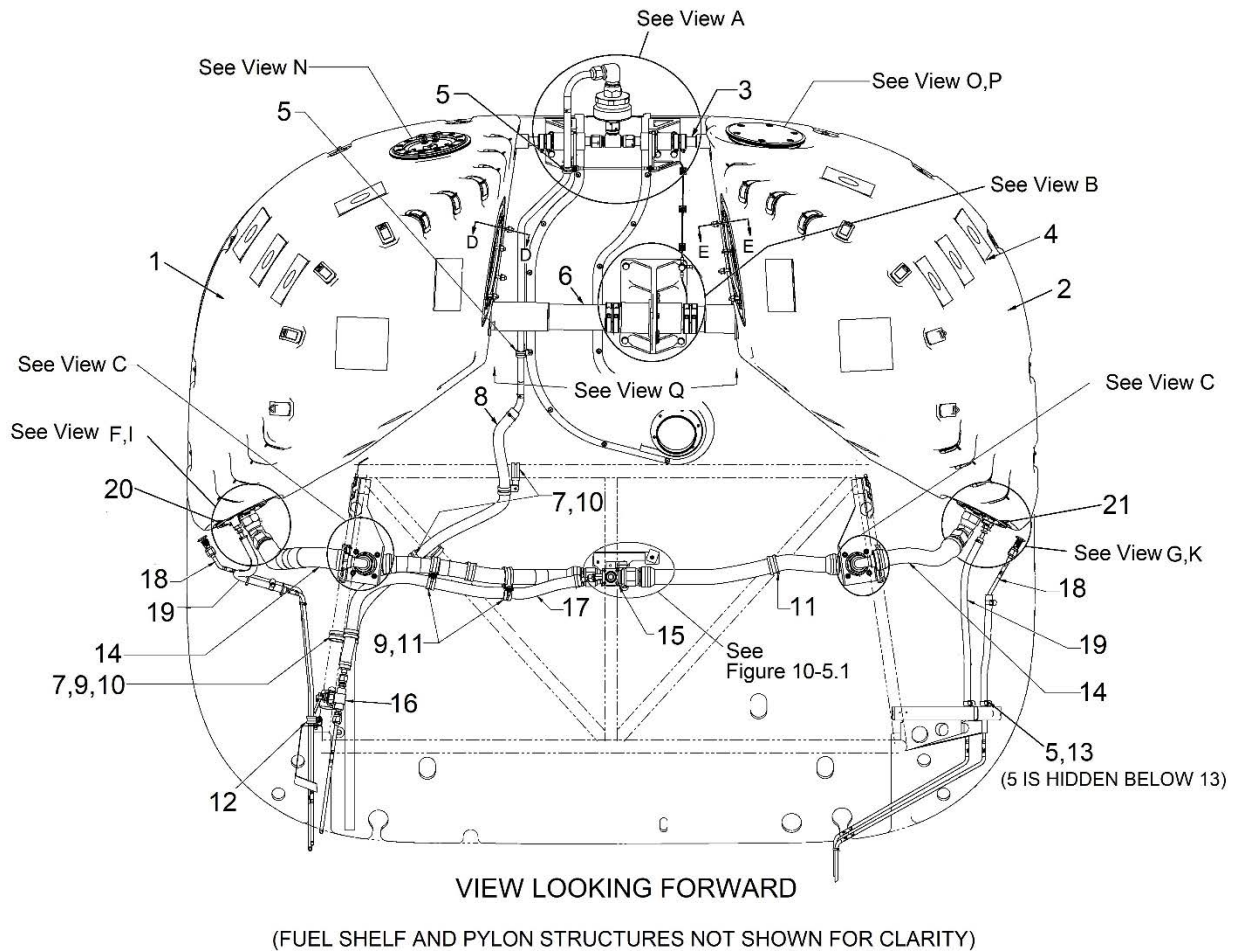 See View A
See View N
5
3
See View O,P
See View B
D
D
E
E
4
1
6
2
See View C
See View Q
See View C
8
See View F,I
20
7,10
21
18
See View G,K
19
9,11
17
11
18
15
14
See
Figure 10-5.1
19
7,9,10
16
14
5
12
5,13
(5 IS HIDDEN BELOW 13)
VIEW LOOKING FORWARD
(FUEL SHELF AND PYLON STRUCTURES NOT SHOWN FOR CLARITY)